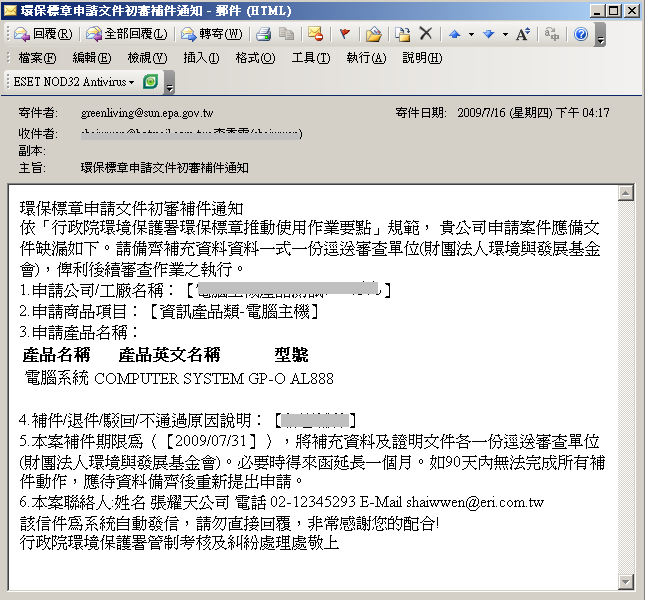 環保標章申請文件初審補件通知 - 郵件 (HTML)
回覆(R) 全部回覆(L) 轉寄(W)
檔案(F) 編輯(E) 檢視(V) 插入(I) 格式(O) 工具(T) 執行(A) 說明(H)
ESET NOD32 Antivirus
寄件者: greenliving@sun.epa.gov.tw 寄件日期: 2009/7/16 (星期四) 下午 04:17
收件者:
副本:
主旨: 環保標章申請文件初審補件通知
環保標章申請文件初審補件通知
依「行政院環境保護署環保標章推動使用作業要點」規範， 貴公司申請案件應備文
件缺漏如下。請備齊補充資料資料一式一份逕送審查單位(財團法人環境與發展基金
會)，俾利後續審查作業之執行。
1.申請公司/工廠名稱：【 】
2.申請商品項目：【資訊產品類-電腦主機】
3.申請產品名稱：
產品名稱 產品英文名稱 型號
電腦系統 COMPUTER SYSTEM GP-O AL888
4.補件/退件/駁回/不通過原因說明：【 】
5.本案補件期限為（【2009/07/31】），將補充資料及證明文件各一份逕送審查單位
(財團法人環境與發展基金會)。必要時得來函延長一個月。如90天內無法完成所有補
件動作，應待資料備齊後重新提出申請。
6.本案聯絡人:姓名 張耀天公司 電話 02-12345293 E-Mail shaiwwen@eri.com.tw
該信件為系統自動發信，請勿直接回覆，非常感謝您的配合!
行政院環境保護署管制考核及糾紛處理處敬上